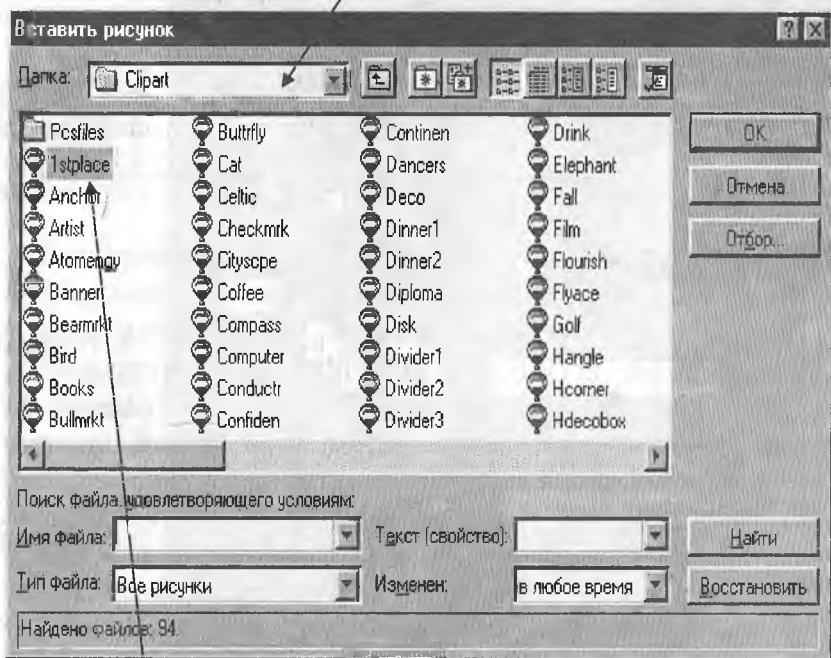 Вставить рисунок
Папка: Clipart
Pcsfiles Buttrfly Continen Drink OK
1stplace Cat Dancers Elephant
Anchor Celtic Deco Fall Отмена
Artist Checkmrk Dinner1 Film Отбор...
Atomengy Cityscpe Dinner2 Flourish
Banner Coffee Diploma Flyace
Bearmrkt Compass Disk Golf
Bird Computer Divider1 Hangle
Books Conductr Divider2 Hcorner
Bullmrkt Confiden Divider3 Hdecobox
Поиск файла, удовлетворяющего условиям:
Имя файла: Текст (свойство): Найти
Тип файла: Все рисунки Изменен: в любое время Восстановить
Найдено файлов: 94.